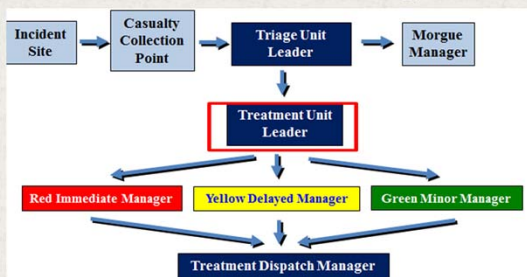 Incident
Site
Casualty
Collection
Point
Triage Unit
Leader
Morgue
Manager
Treatment Unit
Leader
Red Immediate Manager
Yellow Delayed Manager
Green Minor Manager
Treatment Dispatch Manager